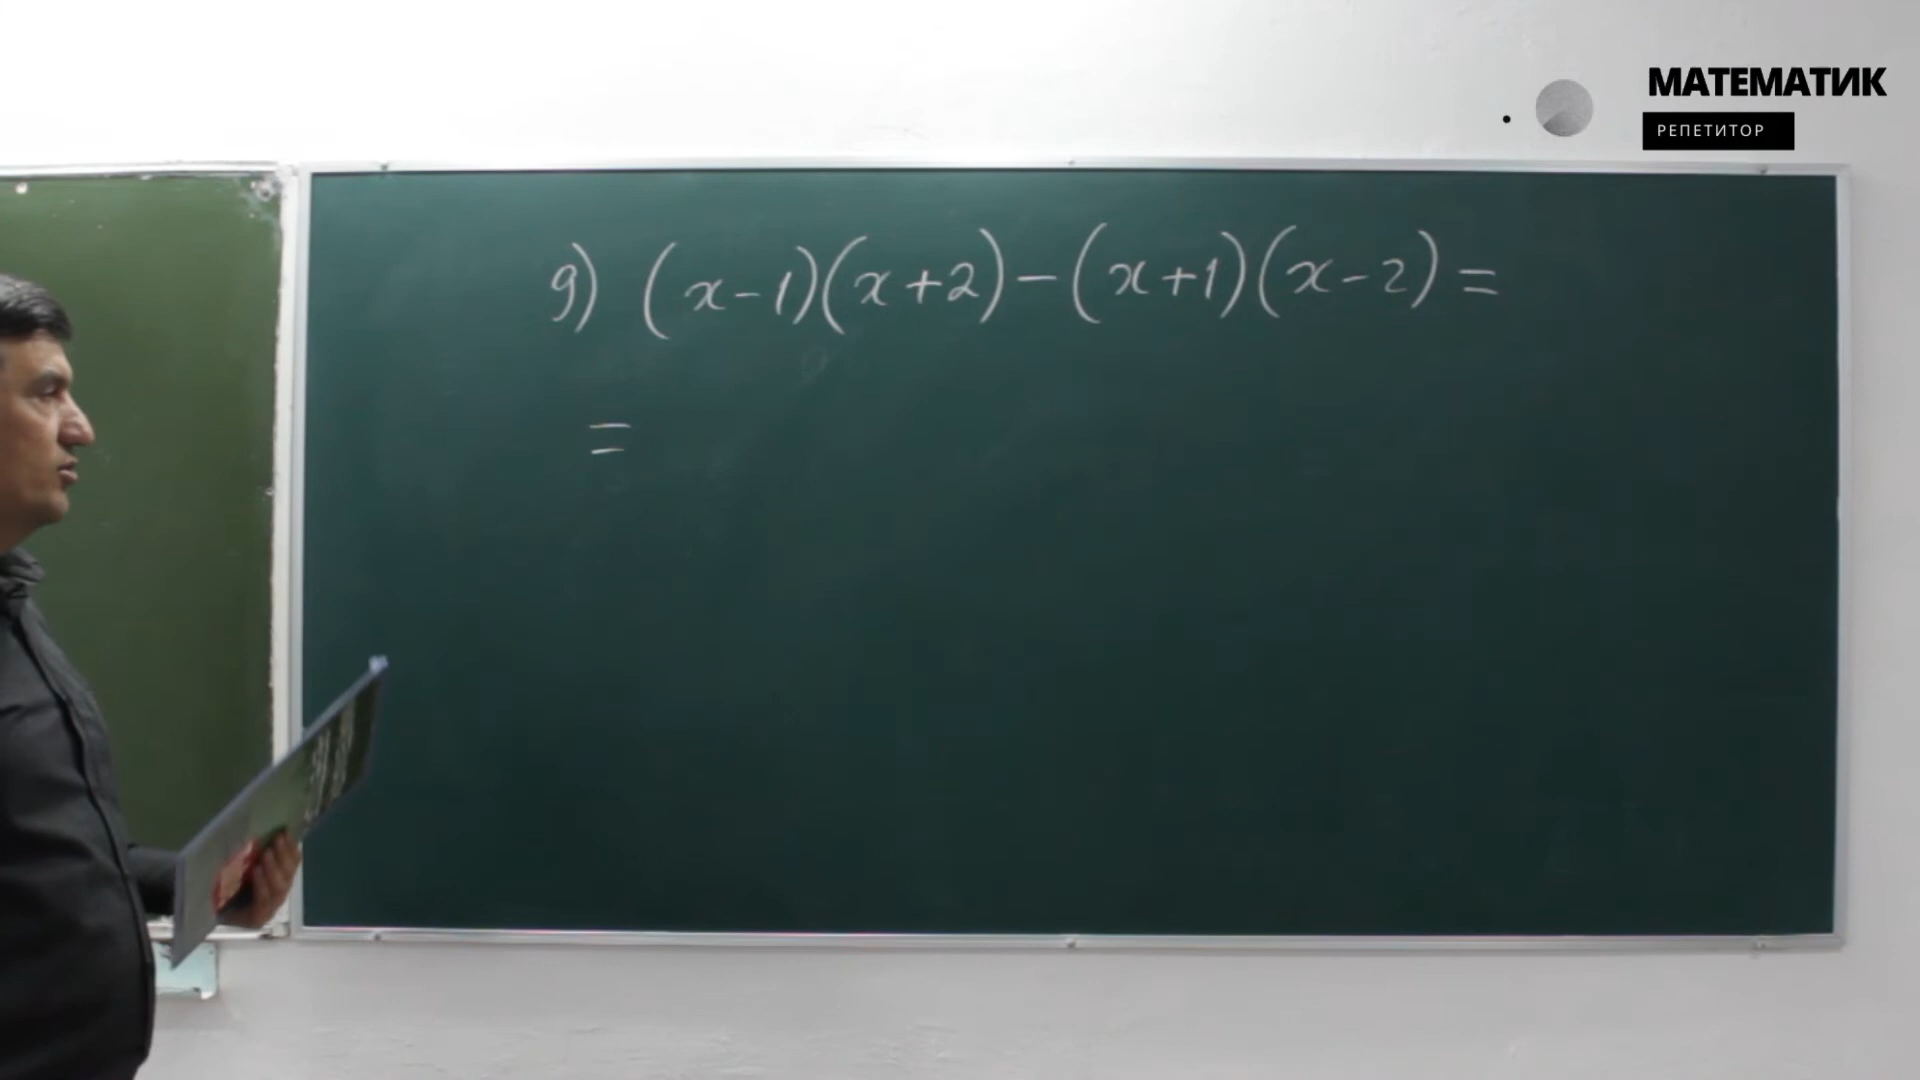 МАТЕМАТИК
РЕПЕТИТОР
9) (x-1)(x+2)-(x+1)(x-2)=
=